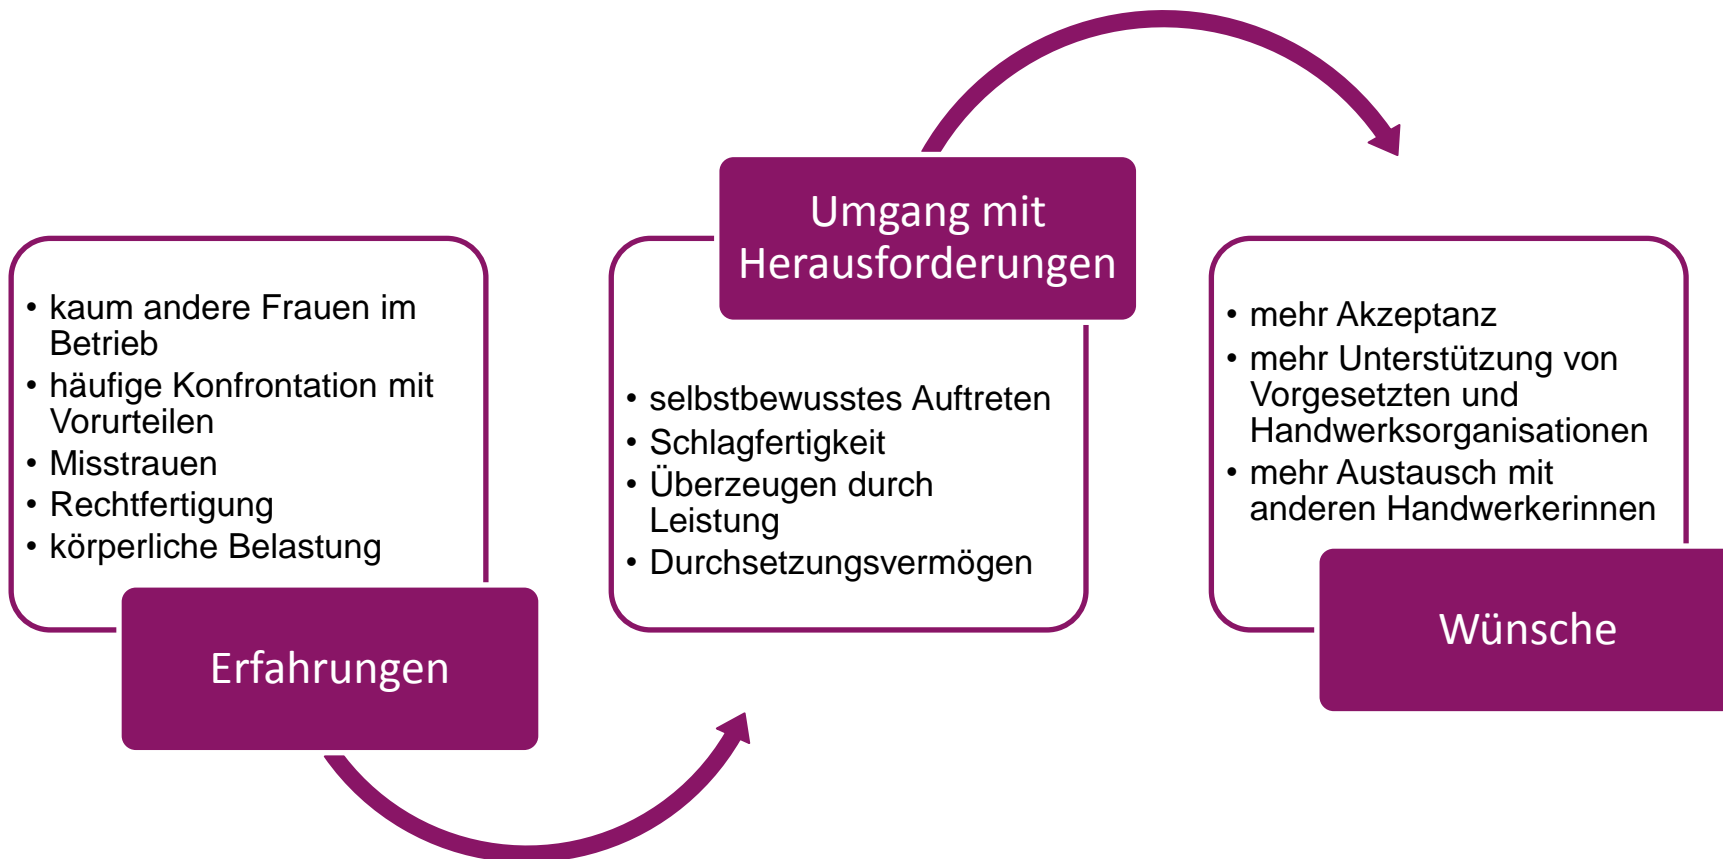 • kaum andere Frauen im
Betrieb
• häufige Konfrontation mit
Vorurteilen
• Misstrauen
• Rechtfertigung
• körperliche Belastung
Erfahrungen
Umgang mit
Herausforderungen
• selbstbewusstes Auftreten
• Schlagfertigkeit
• Überzeugen durch
Leistung
• Durchsetzungsvermögen
• mehr Akzeptanz
• mehr Unterstützung von
Vorgesetzten und
Handwerksorganisationen
• mehr Austausch mit
anderen Handwerkerinnen
Wünsche